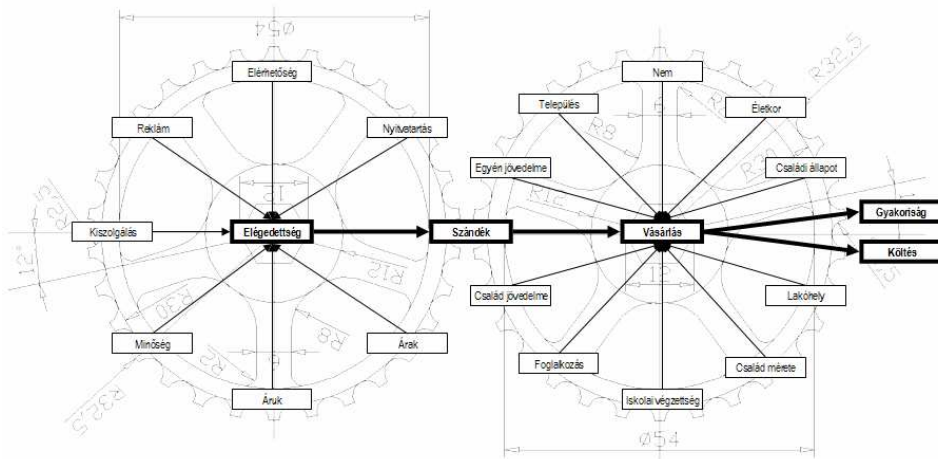 ø54
Elérhetőség
Nem
R32,5
Település
Életkor
6
R8
Reklám
Nyitvatartás
Egyén jövedelme
Családi állapot
R30
12
R12
Gyakoriság
Kiszolgálás
Elégedettség
Szándék
Vásárlás
Költés
12°
R12
12
Család jövedelme
Lakóhely
R30
R8
Minőség
Árak
R2
6
Foglalkozás
Család mérete
R32,5
Áruk
Iskolai végzettség
ø54